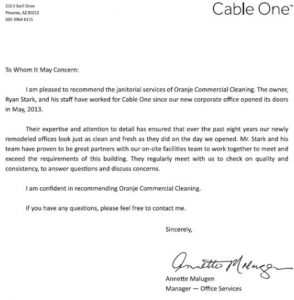 210 E Earll Drive
Phoenix, AZ 85012
602-364-6315
Cable One™
To Whom It May Concern:
I am pleased to recommend the janitorial services of Oranje Commercial Cleaning. The owner,
Ryan Stark, and his staff have worked for Cable One since our new corporate office opened its doors
in May, 2013.
Their expertise and attention to detail has ensured that over the past eight years our newly
remodeled offices look just as clean and fresh as they did on the day we opened. Mr. Stark and his
team have proven to be great partners with our on-site facilities team to work together to meet and
exceed the requirements of this building. They regularly meet with us to check on quality and
consistency, to answer questions and discuss concerns.
I am confident in recommending Oranje Commercial Cleaning.
If you have any questions, please feel free to contact me.
Sincerely,
Annette Malugen
Annette Malugen
Manager — Office Services